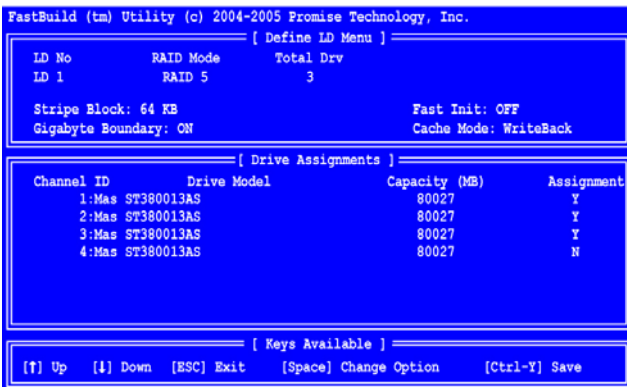 FastBuild (tm) Utility (c) 2004-2005 Promise Technology, Inc.
[ Define LD Menu ]
LD No RAID Mode Total Drv
LD 1 RAID 5 3
Stripe Block: 64 KB Fast Init: OFF
Gigabyte Boundary: ON Cache Mode: WriteBack
[ Drive Assignments ]
Channel ID Drive Model Capacity (MB) Assignment
1:Mas ST380013AS 80027 Y
2:Mas ST380013AS 80027 Y
3:Mas ST380013AS 80027 Y
4:Mas ST380013AS 80027 N
[ Keys Available ]
[↑] Up [↓] Down [ESC] Exit [Space] Change Option [Ctrl-Y] Save